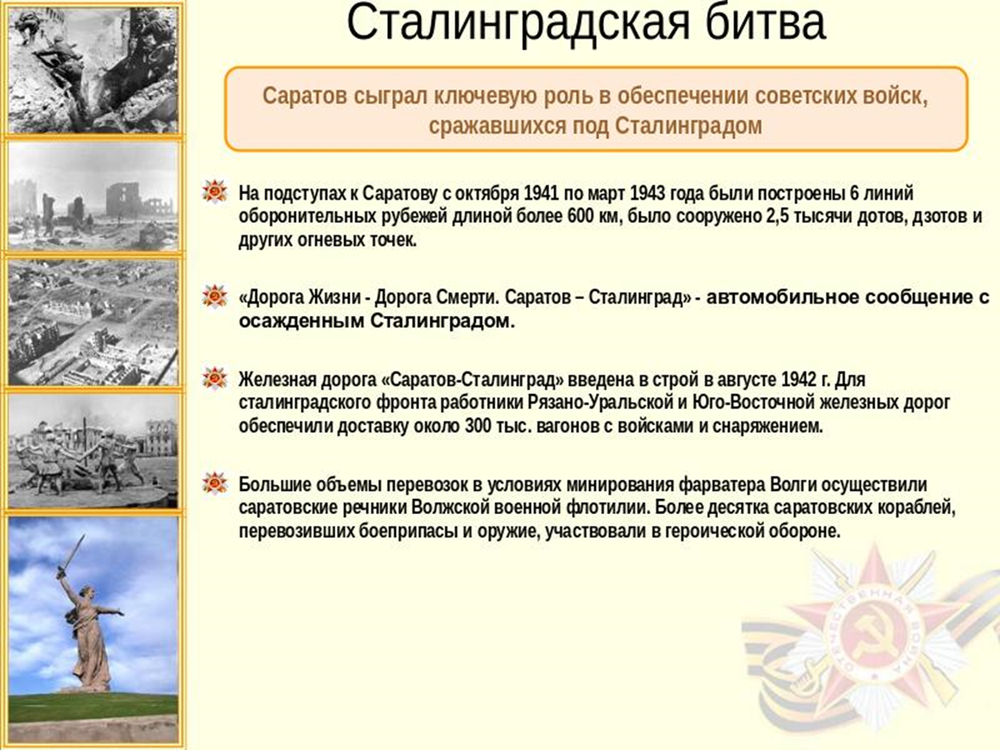 Сталинградская битва
Саратов сыграл ключевую роль в обеспечении советских войск,
сражавшихся под Сталинградом
На подступах к Саратову с октября 1941 по март 1943 года были построены 6 линий
оборонительных рубежей длиной более 600 км, было сооружено 2,5 тысячи дотов, дзотов и
других огневых точек.
«Дорога Жизни - Дорога Смерти. Саратов – Сталинград» - автомобильное сообщение с
осажденным Сталинградом.
Железная дорога «Саратов-Сталинград» введена в строй в августе 1942 г. Для
сталинградского фронта работники Рязано-Уральской и Юго-Восточной железных дорог
обеспечили доставку около 300 тыс. вагонов с войсками и снаряжением.
Большие объемы перевозок в условиях минирования фарватера Волги осуществили
саратовские речники Волжской военной флотилии. Более десятка саратовских кораблей,
перевозивших боеприпасы и оружие, участвовали в героической обороне.
ОТЕЧЕСТВЕННАЯ ВОЙНА